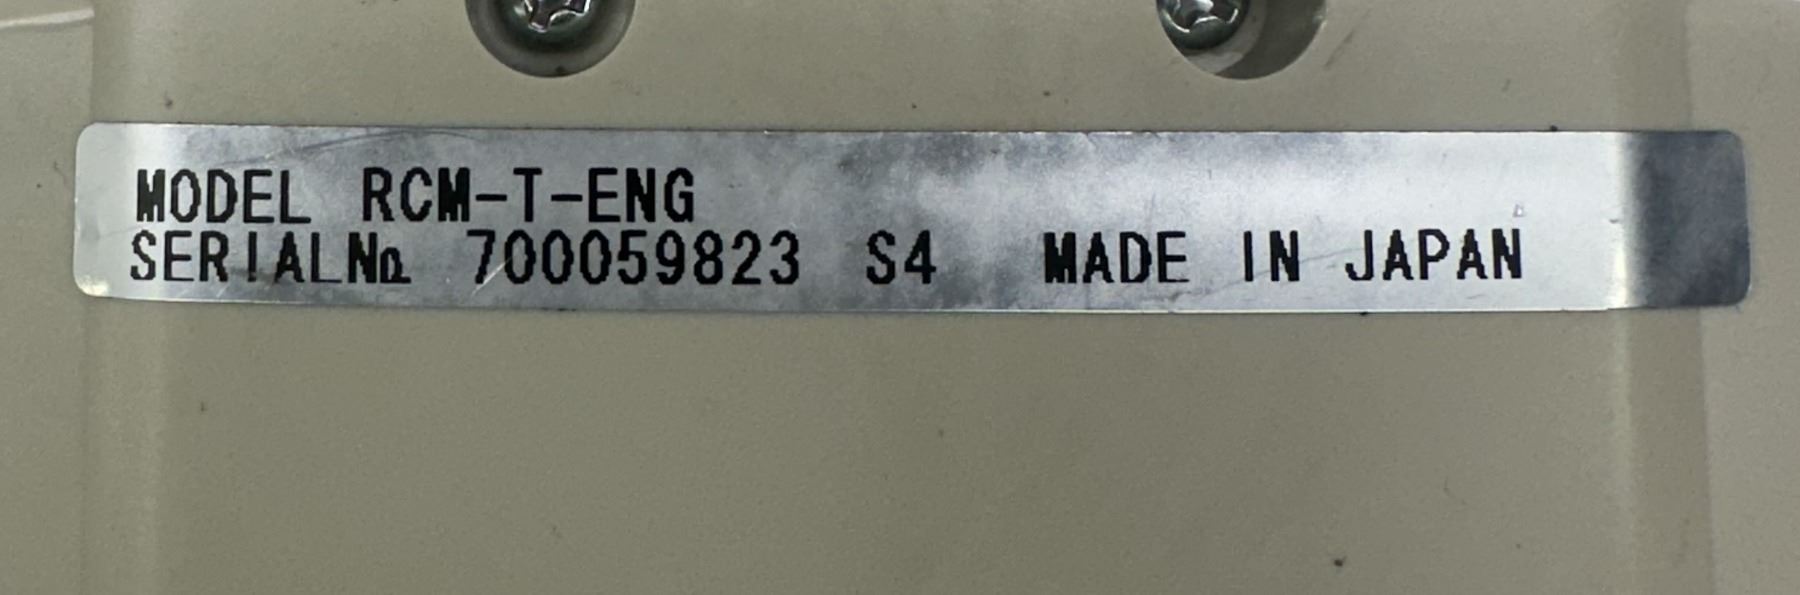 MODEL RCM-T-ENG
SERIAL№ 700059823 S4 MADE IN JAPAN